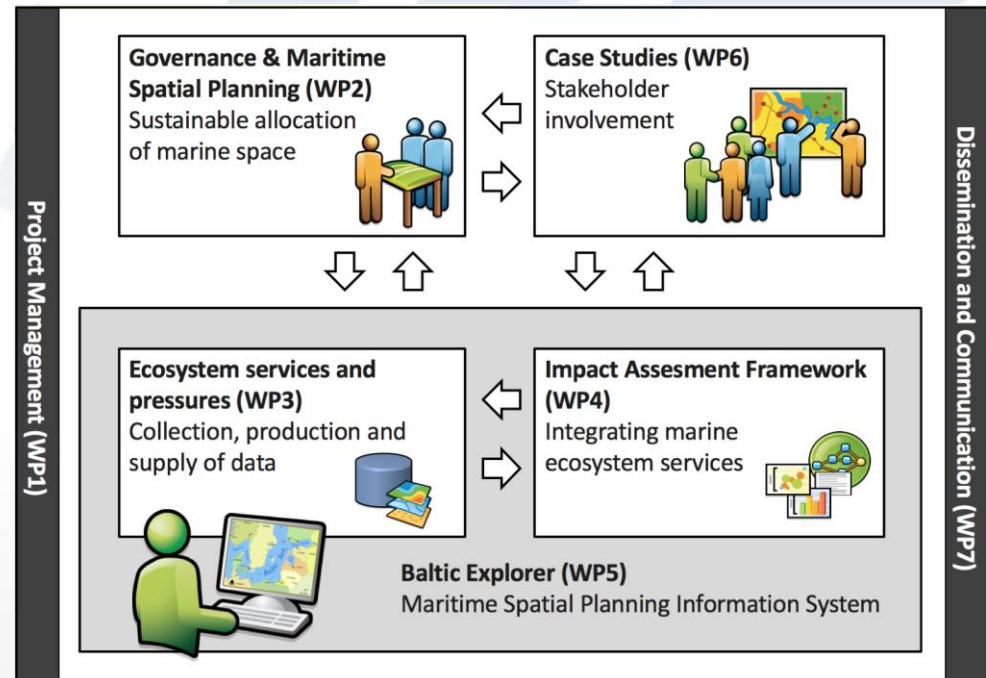 Project Management (WP1)
Governance & Maritime
Spatial Planning (WP2)
Sustainable allocation
of marine space
Case Studies (WP6)
Stakeholder
involvement
Ecosystem services and
pressures (WP3)
Collection, production and
supply of data
Impact Assesment Framework
(WP4)
Integrating marine
ecosystem services
Baltic Explorer (WP5)
Maritime Spatial Planning Information System
Dissemination and Communication (WP7)